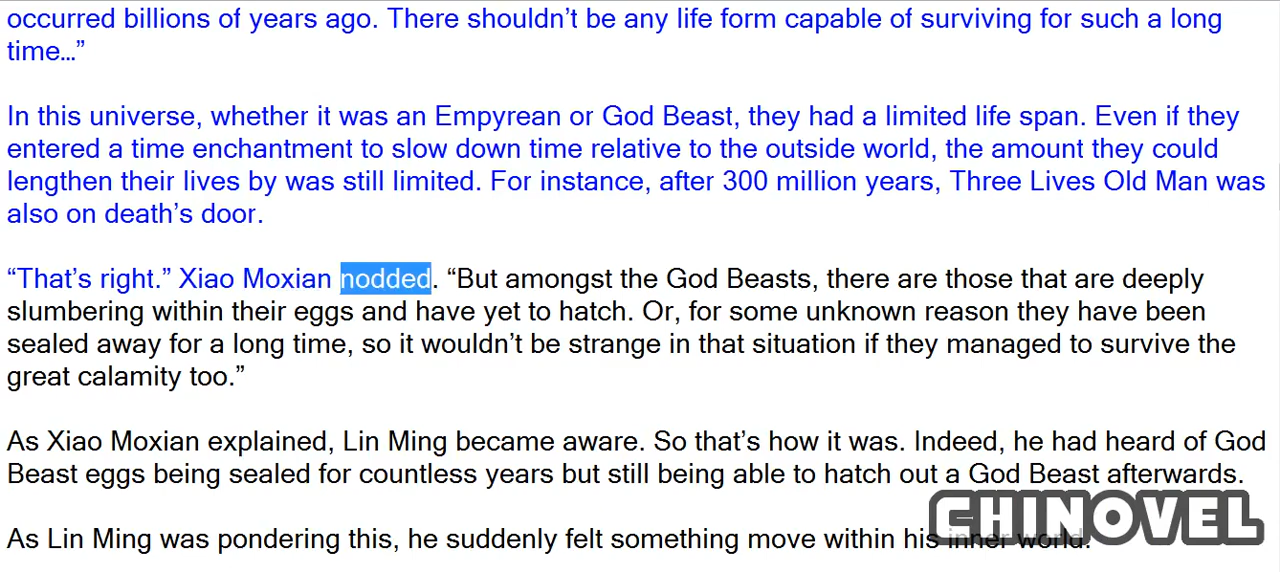 occurred billions of years ago. There shouldn’t be any life form capable of surviving for such a long
time…”
In this universe, whether it was an Empyrean or God Beast, they had a limited life span. Even if they
entered a time enchantment to slow down time relative to the outside world, the amount they could
lengthen their lives by was still limited. For instance, after 300 million years, Three Lives Old Man was
also on death’s door.
“That’s right.” Xiao Moxian nodded. “But amongst the God Beasts, there are those that are deeply
slumbering within their eggs and have yet to hatch. Or, for some unknown reason they have been
sealed away for a long time, so it wouldn’t be strange in that situation if they managed to survive the
great calamity too.”
As Xiao Moxian explained, Lin Ming became aware. So that’s how it was. Indeed, he had heard of God
Beast eggs being sealed for countless years but still being able to hatch out a God Beast afterwards.
As Lin Ming was pondering this, he suddenly felt something move within his inner world.
CHINOVEL